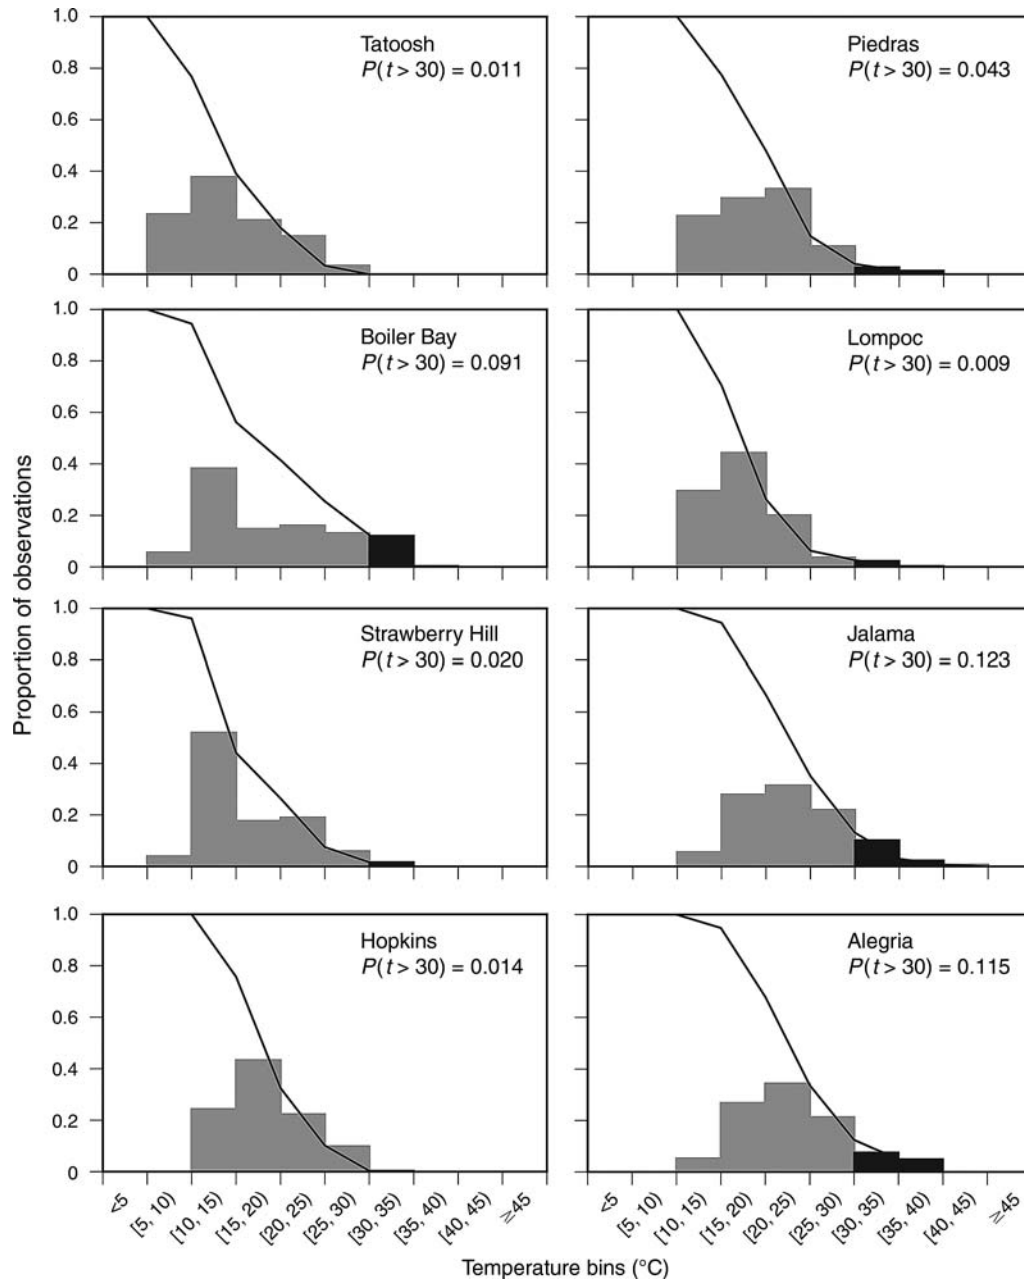 1.0
0.8
0.6
0.4
0.2
0
Tatoosh
P(t > 30) = 0.011
Piedras
P(t > 30) = 0.043
1.0
0.8
0.6
0.4
0.2
0
Boiler Bay
P(t > 30) = 0.091
Lompoc
P(t > 30) = 0.009
1.0
0.8
0.6
0.4
0.2
0
Strawberry Hill
P(t > 30) = 0.020
Jalama
P(t > 30) = 0.123
1.0
0.8
0.6
0.4
0.2
0
Hopkins
P(t > 30) = 0.014
Alegria
P(t > 30) = 0.115
Proportion of observations
<5
[5, 10)
[10, 15)
[15, 20)
[20, 25)
[25, 30)
[30, 35)
[35, 40)
[40, 45)
≥45
<5
[5, 10)
[10, 15)
[15, 20)
[20, 25)
[25, 30)
[30, 35)
[35, 40)
[40, 45)
≥45
Temperature bins (°C)